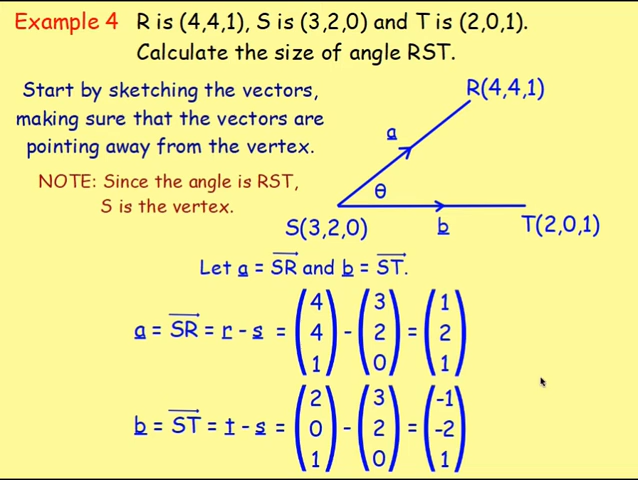 Example 4 R is (4,4,1), S is (3,2,0) and T is (2,0,1).
Calculate the size of angle RST.
Start by sketching the vectors,
making sure that the vectors are
pointing away from the vertex.
NOTE: Since the angle is RST,
S is the vertex.
R(4,4,1)
a
θ
S(3,2,0)
b
T(2,0,1)
Let a = SR and b = ST.
a = SR = r - s = (4 4 1) - (3 2 0) = (1 2 1)
b = ST = t - s = (2 0 1) - (3 2 0) = (-1 -2 1)